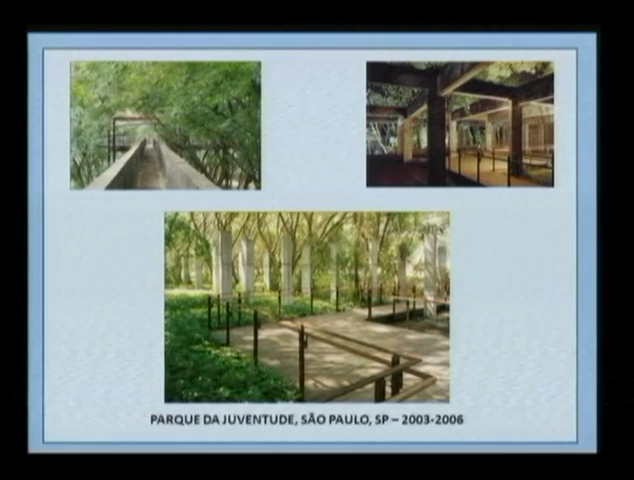 PARQUE DA JUVENTUDE, SÃO PAULO, SP – 2003-2006